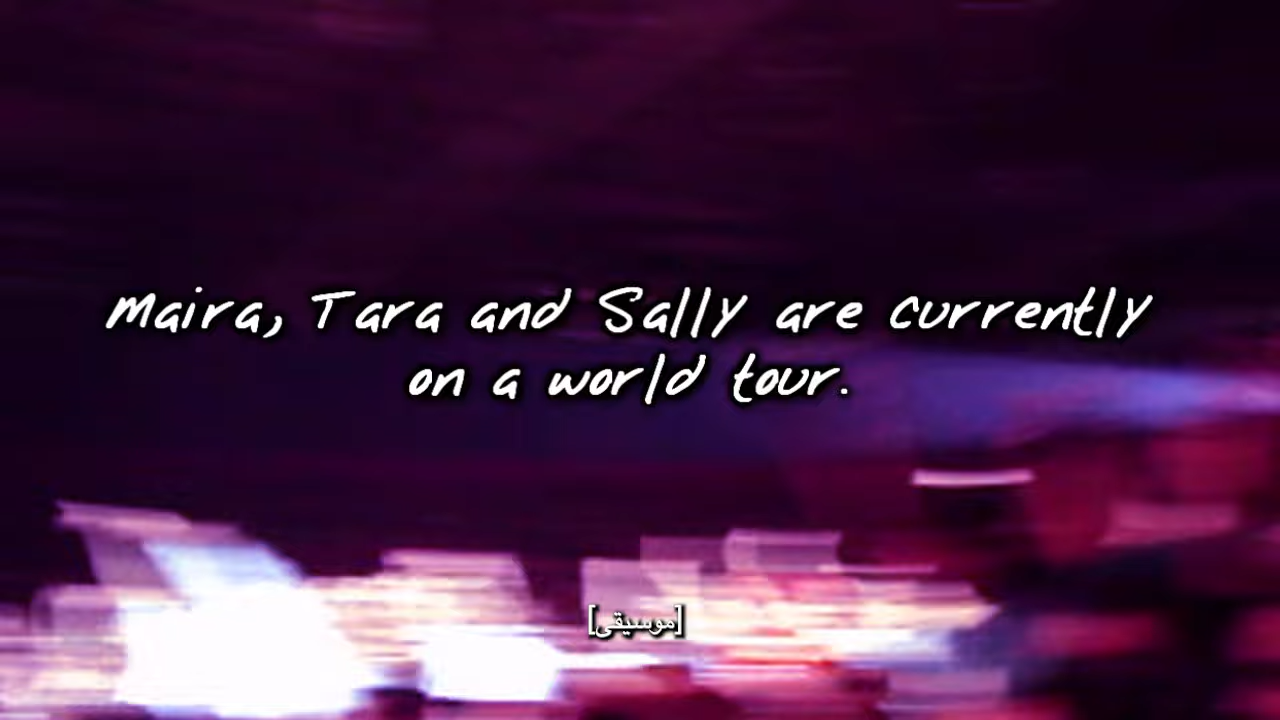 Maira, Tara and Sally are currently
on a world tour.
[موسيقى]